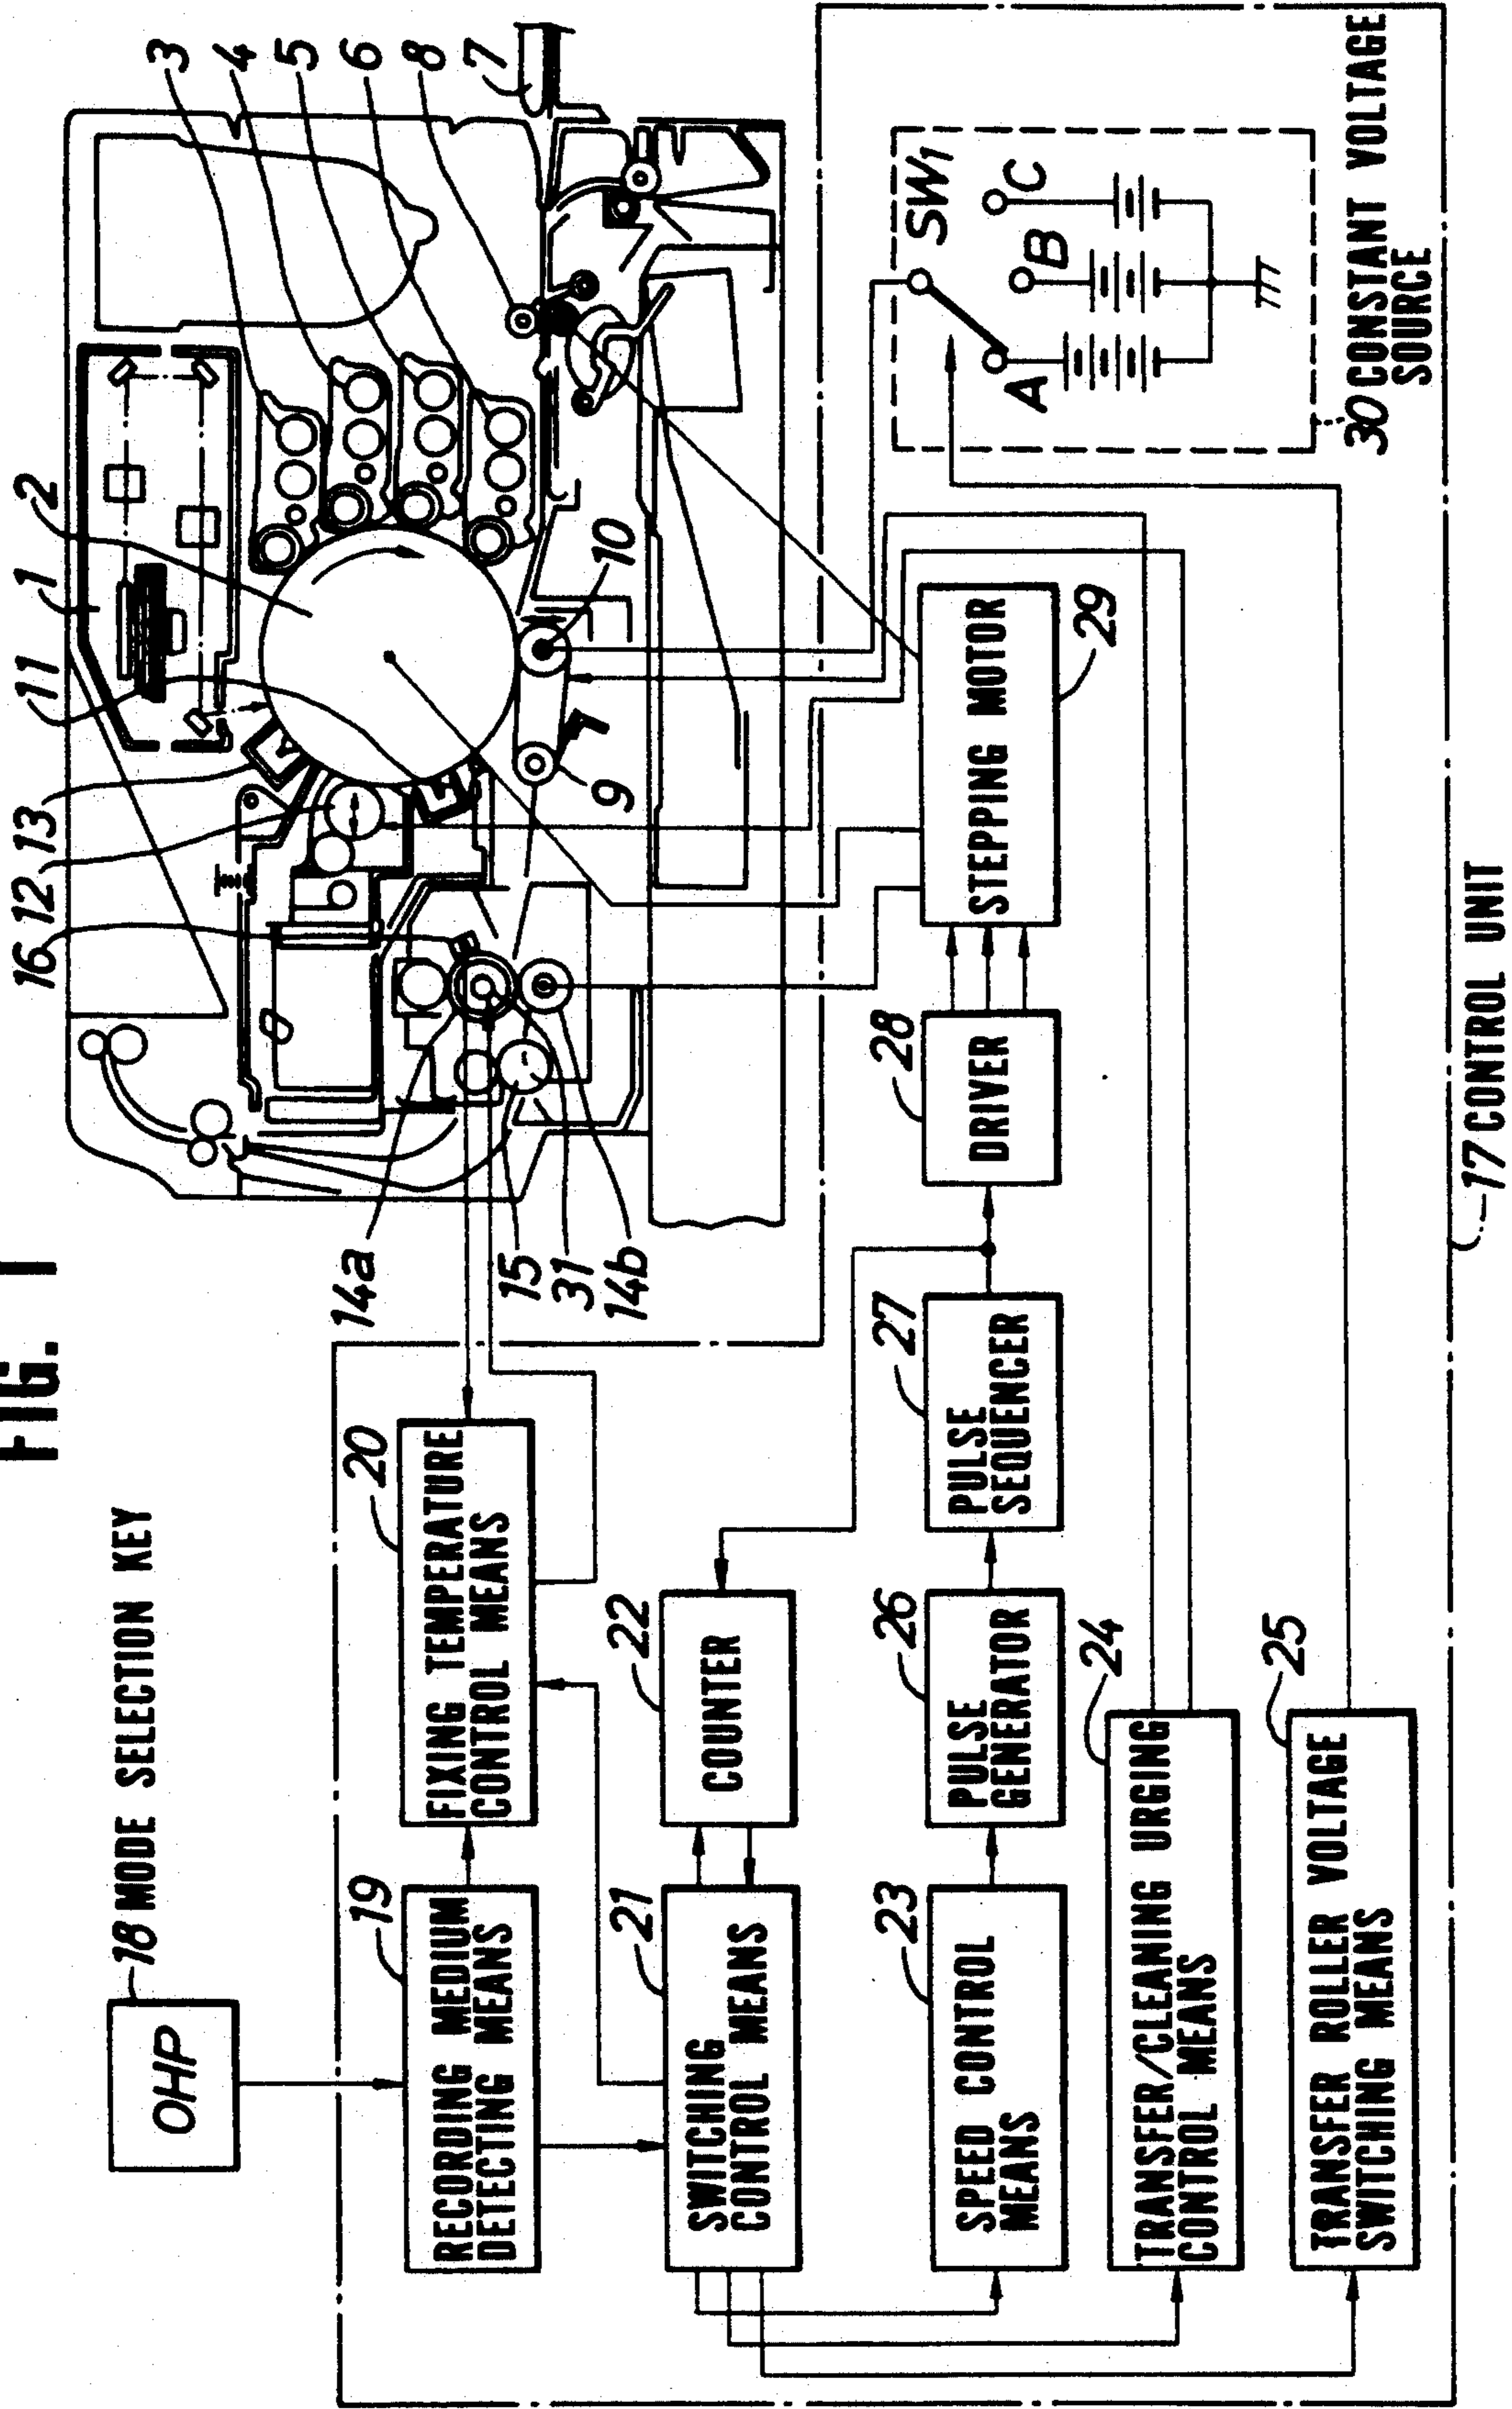 FIG. 1
18 MODE SELECTION KEY
OHP
19
RECORDING MEDIUM
DETECTING MEANS
20
FIXING TEMPERATURE
CONTROL MEANS
21
SWITCHING
CONTROL MEANS
22
COUNTER
23
SPEED CONTROL
MEANS
26
PULSE
GENERATOR
27
PULSE
SEQUENCER
28
DRIVER
29
STEPPING MOTOR
24
TRANSFER/CLEANING URGING
CONTROL MEANS
25
TRANSFER ROLLER VOLTAGE
SWITCHING MEANS
16
12
13
11
1
2
3
4
5
6
8
7
10
9
14a
15
31
14b
SW1
A
B
C
30 CONSTANT VOLTAGE
SOURCE
17 CONTROL UNIT